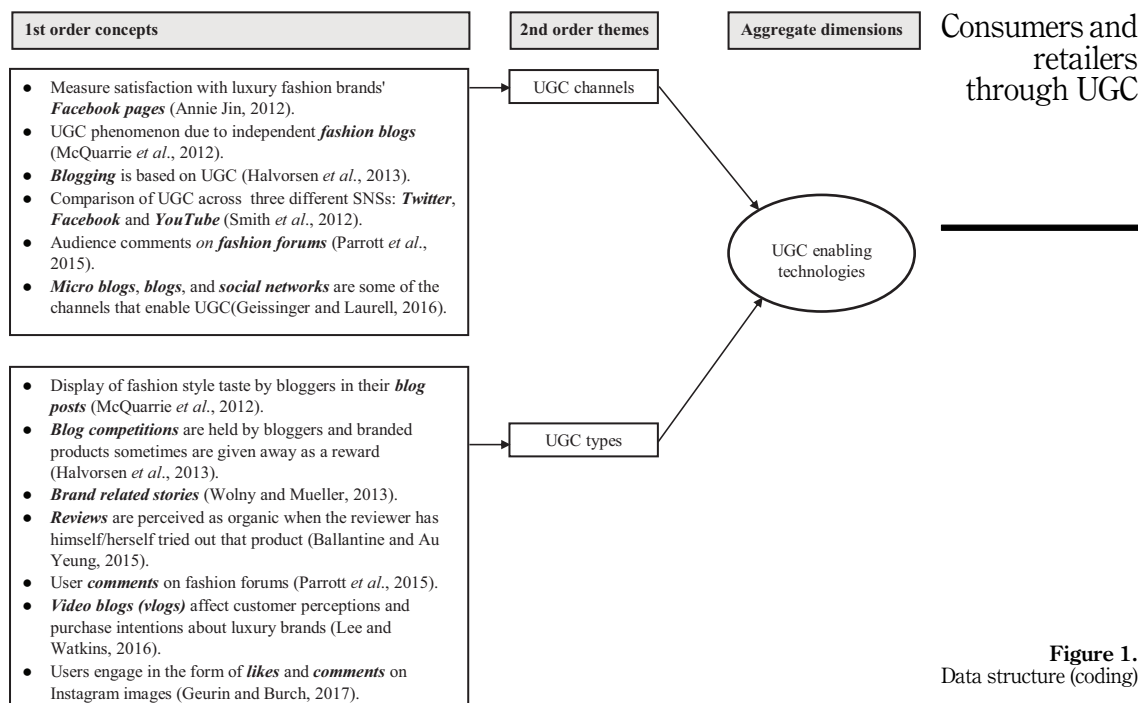 1st order concepts
2nd order themes
Aggregate dimensions
Consumers and
retailers
through UGC
● Measure satisfaction with luxury fashion brands'
Facebook pages (Annie Jin, 2012).
● UGC phenomenon due to independent fashion blogs
(McQuarrie et al., 2012).
● Blogging is based on UGC (Halvorsen et al., 2013).
● Comparison of UGC across three different SNSs: Twitter,
Facebook and YouTube (Smith et al., 2012).
● Audience comments on fashion forums (Parrott et al.,
2015).
● Micro blogs, blogs, and social networks are some of the
channels that enable UGC(Geissinger and Laurell, 2016).
UGC channels
UGC enabling
technologies
● Display of fashion style taste by bloggers in their blog
posts (McQuarrie et al., 2012).
● Blog competitions are held by bloggers and branded
products sometimes are given away as a reward
(Halvorsen et al., 2013).
● Brand related stories (Wolny and Mueller, 2013).
● Reviews are perceived as organic when the reviewer has
himself/herself tried out that product (Ballantine and Au
Yeung, 2015).
● User comments on fashion forums (Parrott et al., 2015).
● Video blogs (vlogs) affect customer perceptions and
purchase intentions about luxury brands (Lee and
Watkins, 2016).
● Users engage in the form of likes and comments on
Instagram images (Geurin and Burch, 2017).
UGC types
Figure 1.
Data structure (coding)